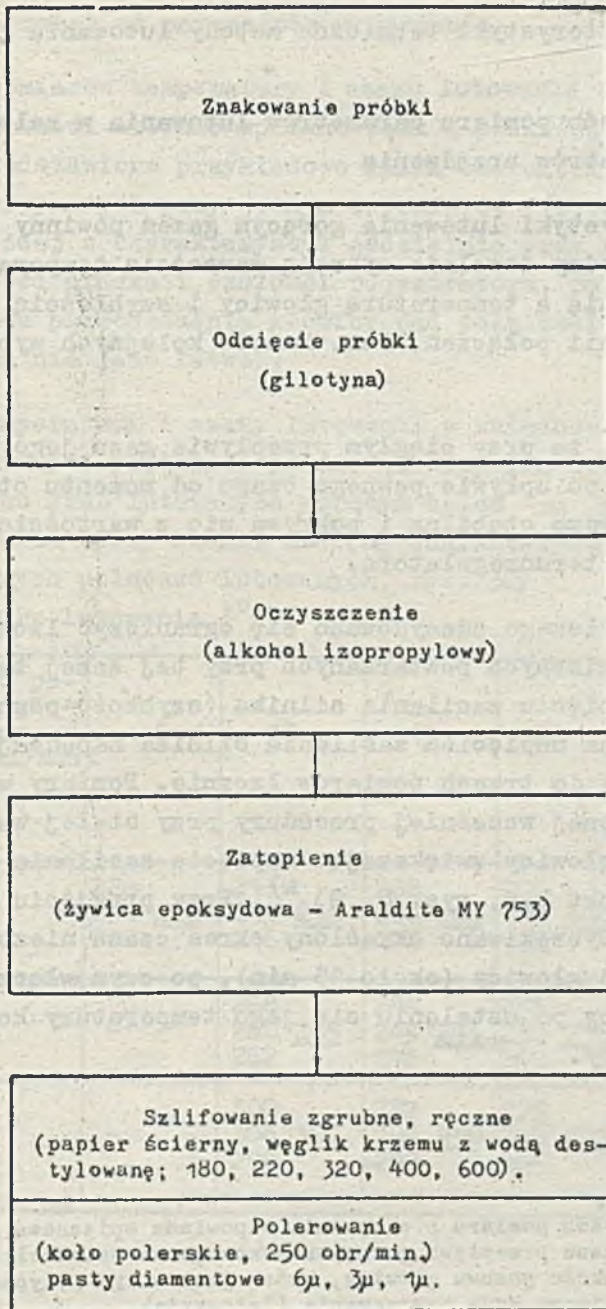 Znakowanie próbki
Odcięcie próbki
(gilotyna)
Oczyszczenie
(alkohol izopropylowy)
Zatopienie
(żywica epoksydowa - Araldite MY 753)
Szlifowanie zgrubne, ręczne
(papier ścierny, węglik krzemu z wodą des-
tylowaną; 180, 220, 320, 400, 600).
Polerowanie
(koło polerskie, 250 obr/min.)
pasty diamentowe 6μ, 3μ, 1μ.